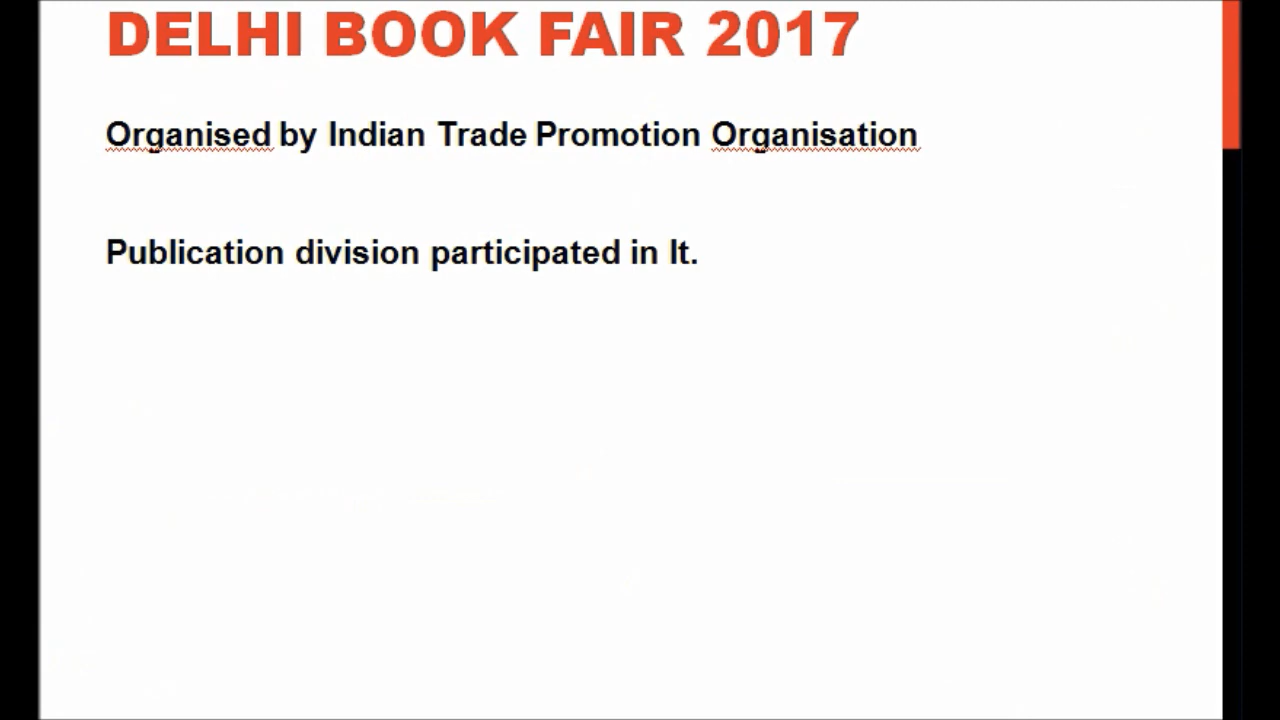 DELHI BOOK FAIR 2017
Organised by Indian Trade Promotion Organisation
Publication division participated in It.